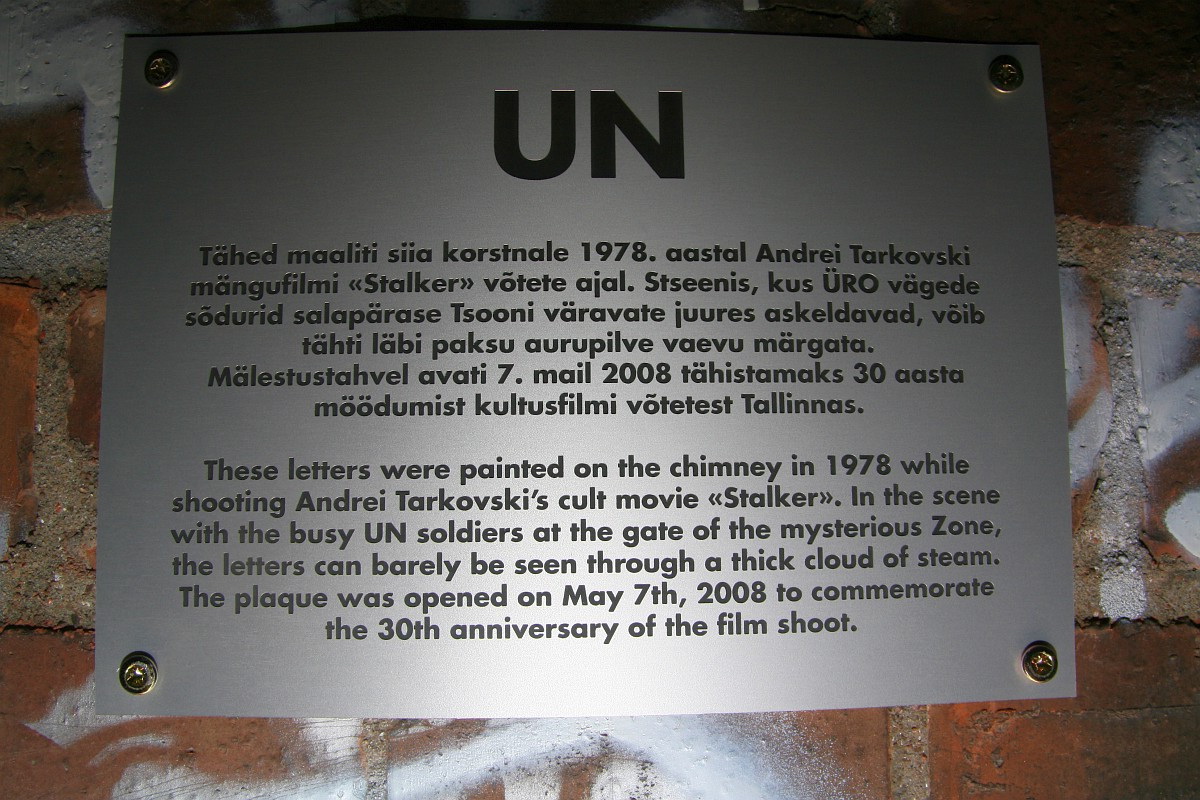 UN
Tähed maaliti siia korstnale 1978. aastal Andrei Tarkovski
mängufilmi «Stalker» võtete ajal. Stseenis, kus ÜRO vägede
sõdurid salapärase Tsooni väravate juures askeldavad, võib
tähti läbi paksu aurupilve vaevu märgata.
Mälestustahvel avati 7. mail 2008 tähistamaks 30 aasta
möödumist kultusfilmi võtetest Tallinnas.
These letters were painted on the chimney in 1978 while
shooting Andrei Tarkovski's cult movie «Stalker». In the scene
with the busy UN soldiers at the gate of the mysterious Zone,
the letters can barely be seen through a thick cloud of steam.
The plaque was opened on May 7th, 2008 to commemorate
the 30th anniversary of the film shoot.